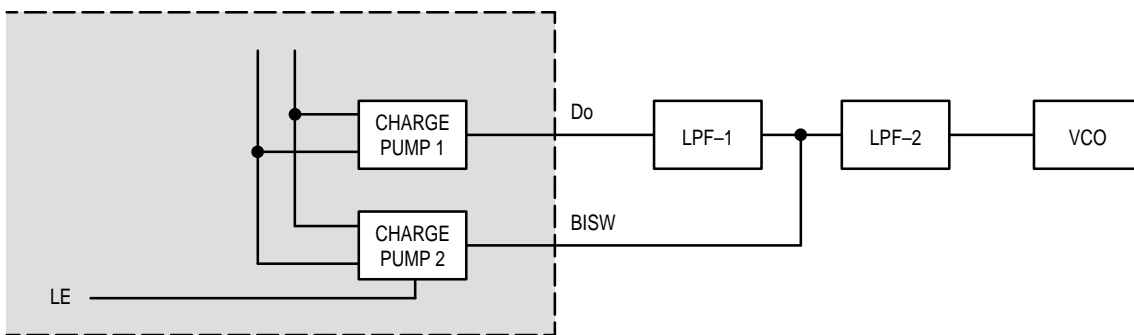 CHARGE
PUMP 1
Do
LPF–1
LPF–2
VCO
CHARGE
PUMP 2
BISW
LE